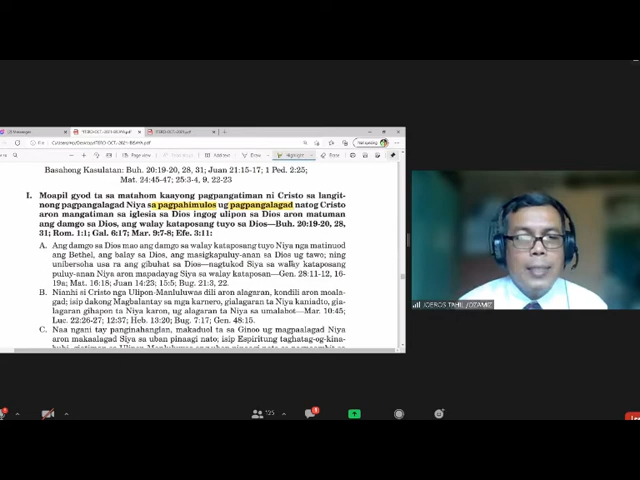 Basahong Kasulatan: Buh. 20:19-20, 28, 31; Juan 21:15-17; 1 Ped. 2:25;
Mat. 24:45-47; 25:3-4, 9, 22-23
I. Moapil gyod ta sa matahom kaayong pagpangatiman ni Cristo sa langit-
nong pagpangalagad Niya sa pagpahimulos ug pagpangalagad natog Cristo
aron mangatiman sa iglesia sa Dios ingog ulipon sa Dios aron matuman
ang damgo sa Dios, ang walay kataposang tuyo sa Dios—Buh. 20:19-20, 28,
31; Rom. 1:1; Gal. 6:17; Mar. 9:7-8; Efe. 3:11:
A. Ang damgo sa Dios mao ang damgo sa walay kataposang tuyo Niya nga matinuod
ang Bethel, ang balay sa Dios, ang masigkapuluy-anan sa Dios ug tawo; ning
unibersoha usa ra ang gibuhat sa Dios—nagtukod Siya sa walay kataposang
puluy-anan Niya aron mapadayag Siya sa walay kataposan—Gen. 28:11-12, 16-
19a; Mat. 16:18; Juan 14:23; 15:5; Bug. 21:3, 22.
B. Nianhi si Cristo nga Ulipon-Manluluwas dili aron alagaran, kondili aron moala-
gad; isip dakong Magbalantay sa mga karnero, gialagaran ta Niya kaniadto, gia-
lagaran gihapon ta Niya karon, ug alagaran ta Niya sa umalabot—Mar. 10:45;
Luc. 22:26-27; 12:37; Heb. 13:20; Bug. 7:17; Gen. 48:15.
C. Naa ngani tay panginahanglan, makaduol ta sa Ginoo ug magpaalagad Niya
aron makaalagad Siya sa uban pinaagi nato; isip Espiritung taghatag-og-kina-
JOEROS TAHIL /OZAMIZ
125